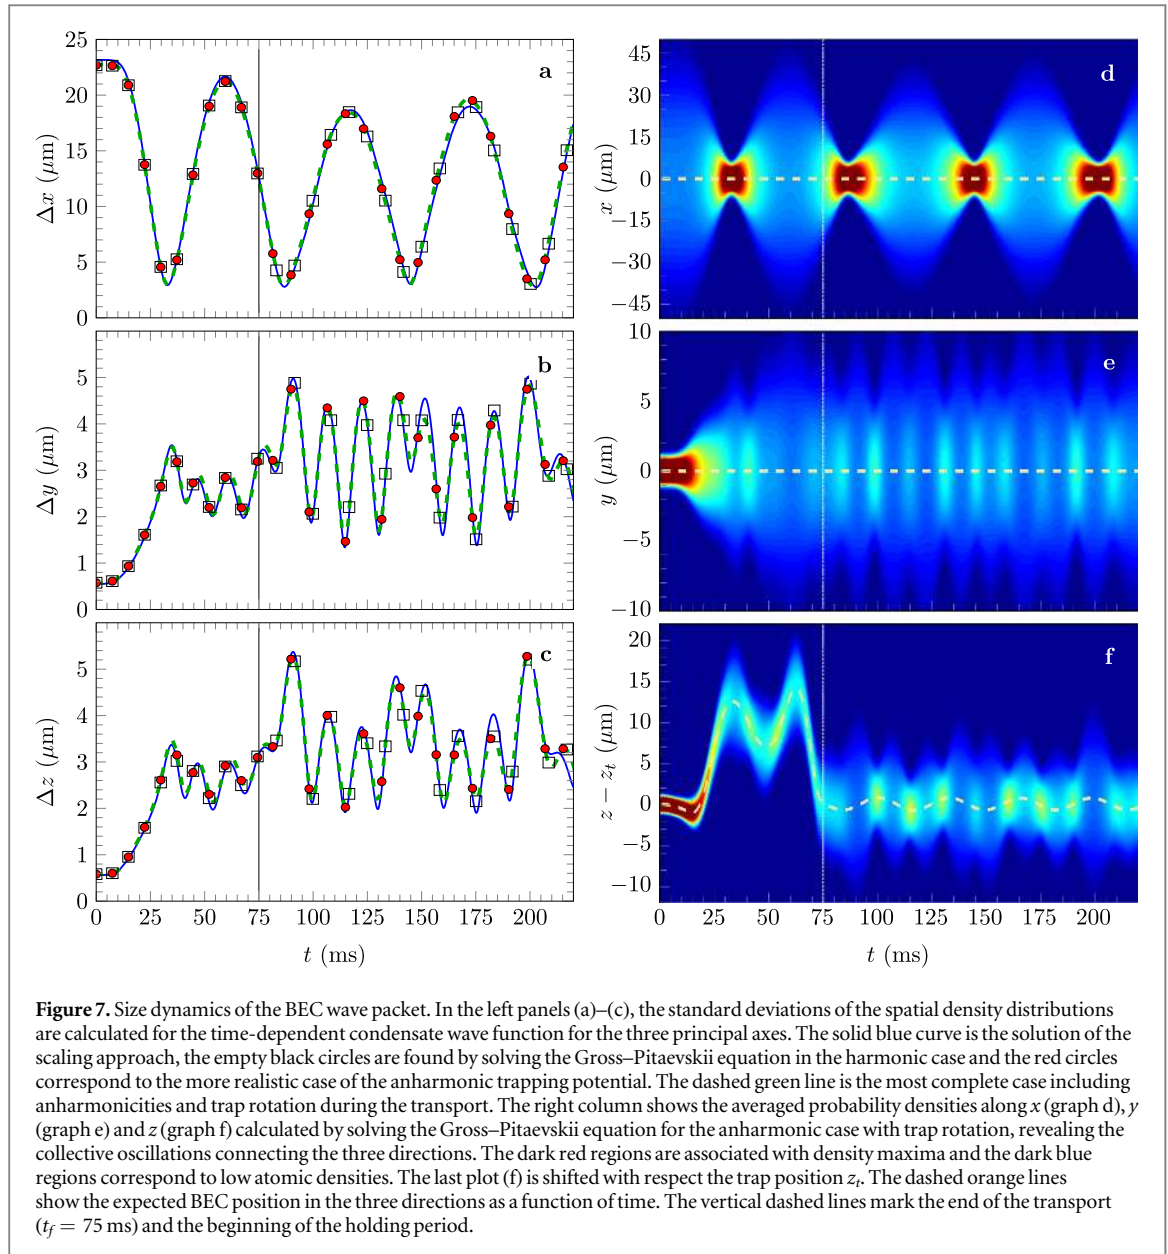 25
20
15
10
5
0
Δx (μm)
a
5
4
3
2
1
0
Δy (μm)
b
5
4
3
2
1
0
Δz (μm)
c
0 25 50 75 100 125 150 175 200
t (ms)
45
30
15
0
−15
−30
−45
x (μm)
d
10
5
0
−5
−10
y (μm)
e
20
15
10
5
0
−5
−10
z − zt (μm)
f
0 25 50 75 100 125 150 175 200
t (ms)
Figure 7. Size dynamics of the BEC wave packet. In the left panels (a)–(c), the standard deviations of the spatial density distributions
are calculated for the time-dependent condensate wave function for the three principal axes. The solid blue curve is the solution of the
scaling approach, the empty black circles are found by solving the Gross–Pitaevskii equation in the harmonic case and the red circles
correspond to the more realistic case of the anharmonic trapping potential. The dashed green line is the most complete case including
anharmonicities and trap rotation during the transport. The right column shows the averaged probability densities along x (graph d), y
(graph e) and z (graph f) calculated by solving the Gross–Pitaevskii equation for the anharmonic case with trap rotation, revealing the
collective oscillations connecting the three directions. The dark red regions are associated with density maxima and the dark blue
regions correspond to low atomic densities. The last plot (f) is shifted with respect the trap position zt. The dashed orange lines
show the expected BEC position in the three directions as a function of time. The vertical dashed lines mark the end of the transport
(tf = 75 ms) and the beginning of the holding period.